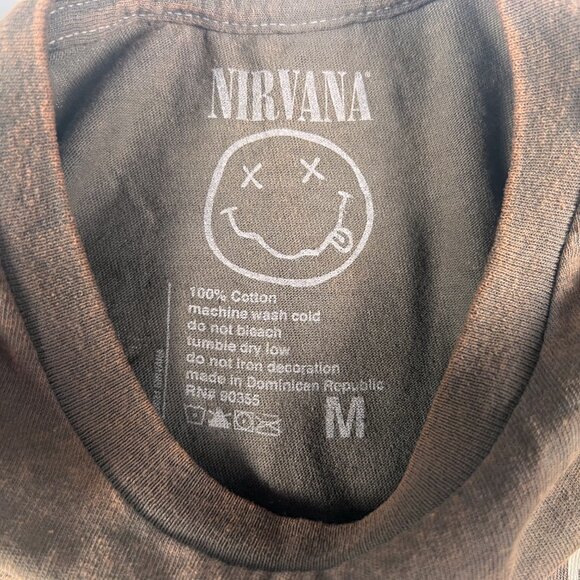 NIRVANA®
100% Cotton
machine wash cold
do not bleach
tumble dry low
do not iron decoration
made in Dominican Republic
RN# 90355
M
NIRVANA